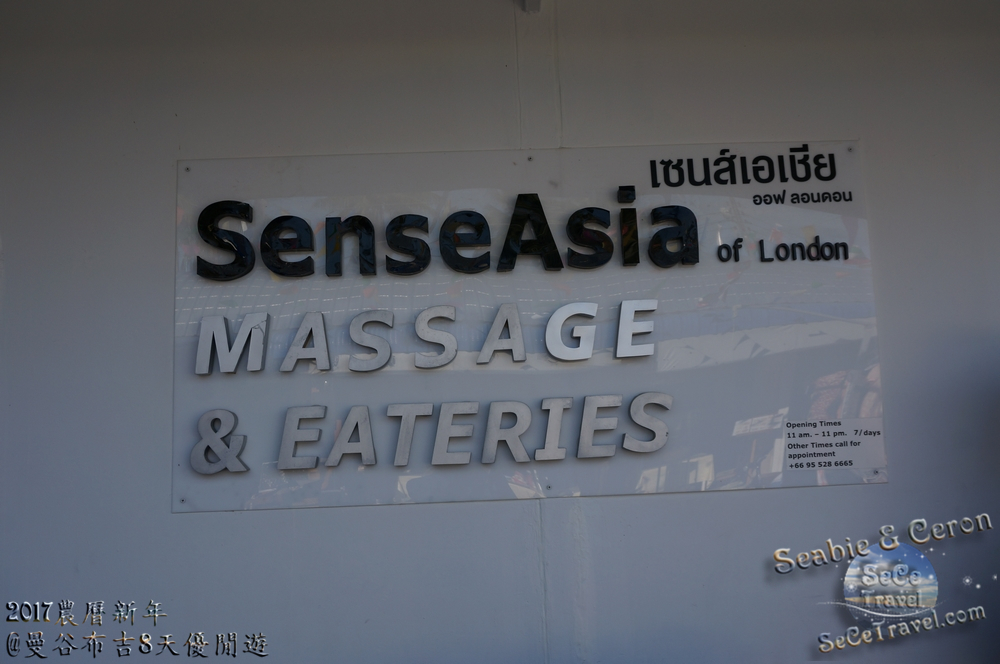 เซนส์เอเชีย
ออฟ ลอนดอน
SenseAsia of London
MASSAGE
& EATERIES
Opening Times
11 am. – 11 pm. 7/days
Other Times call for
appointment
+66 95 528 6665
Seabie & Ceron
SeCe
Travel
SeCeTravel.com
2017農曆新年
@曼谷布吉8天優閒遊